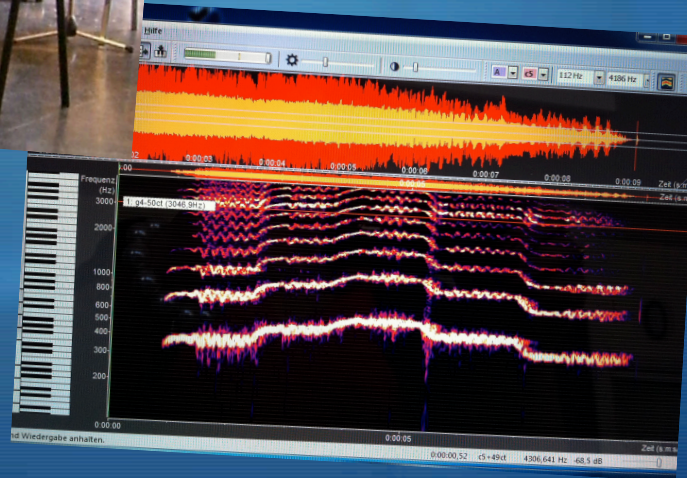 Hilfe
A c5 112 Hz 4186 Hz
0:00:03 0:00:04 0:00:05 0:00:06 0:00:07 0:00:08 0:00:09 Zeit (s:m
Frequenz
(Hz)
3000
1: g4-50ct (3046,9Hz)
2000
1000
800
600
500
400
300
200
0:00:00 0:00:05 Zeit (s:m:s
nd Wiedergabe anhalten.
0:00:00,52 c5+49ct 4306,641 Hz -68,5 dB